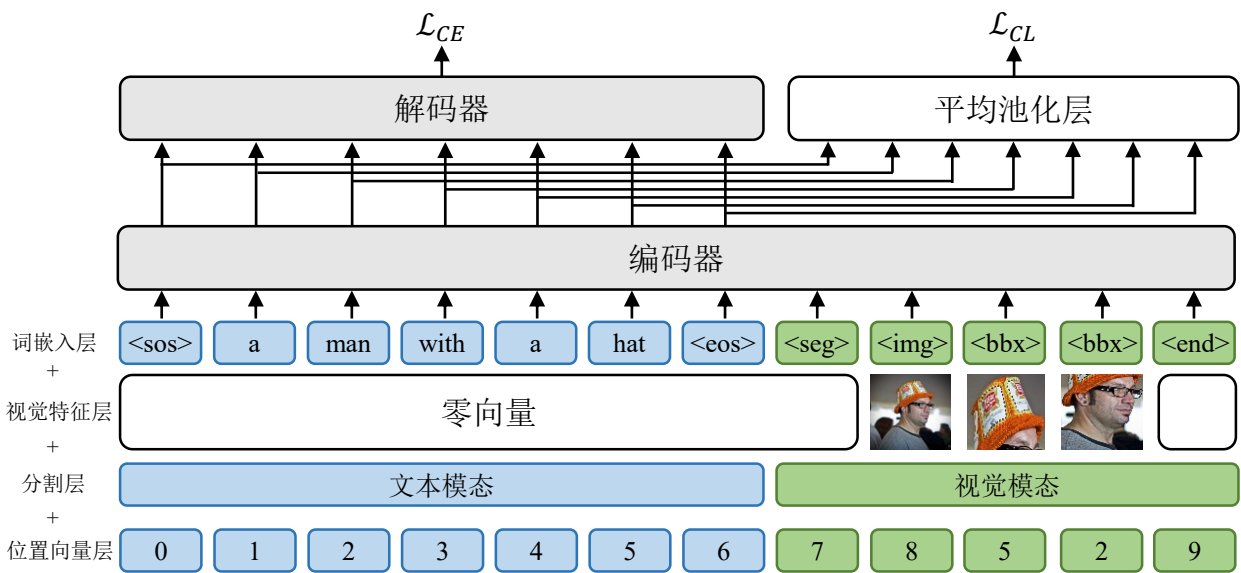 ℒCE ℒCL
解码器 平均池化层
编码器
词嵌入层 <sos> a man with a hat <eos> <seg> <img> <bbx> <bbx> <end>
+
视觉特征层 零向量
+
分割层 文本模态 视觉模态
+
位置向量层 0 1 2 3 4 5 6 7 8 5 2 9